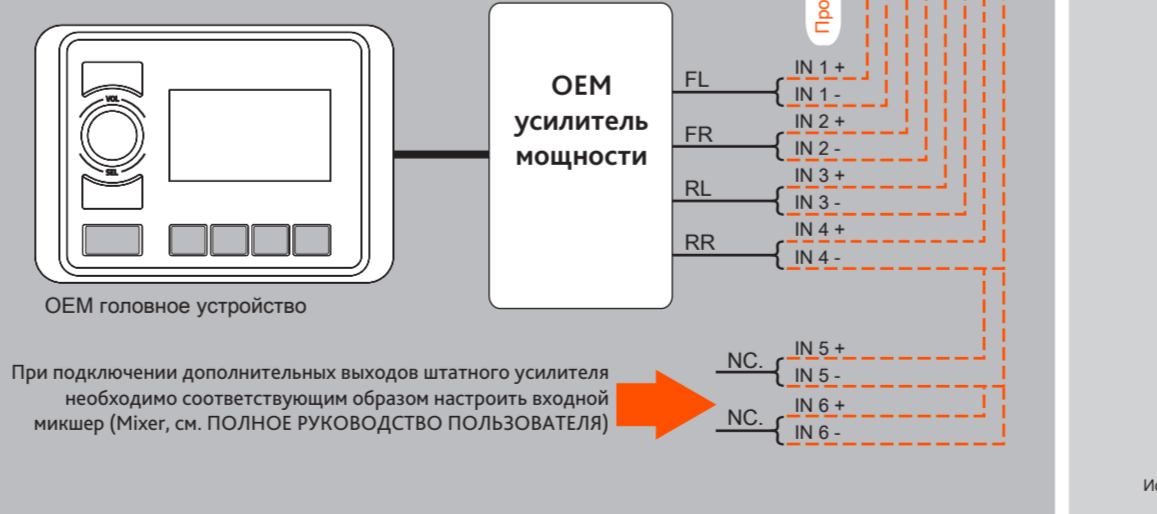 Про
VOL
SEL
OEM головное устройство
OEM
усилитель
мощности
FL
IN 1 +
IN 1 -
FR
IN 2 +
IN 2 -
RL
IN 3 +
IN 3 -
RR
IN 4 +
IN 4 -
NC.
IN 5 +
IN 5 -
NC.
IN 6 +
IN 6 -
При подключении дополнительных выходов штатного усилителя
необходимо соответствующим образом настроить входной
микшер (Mixer, см. ПОЛНОЕ РУКОВОДСТВО ПОЛЬЗОВАТЕЛЯ)